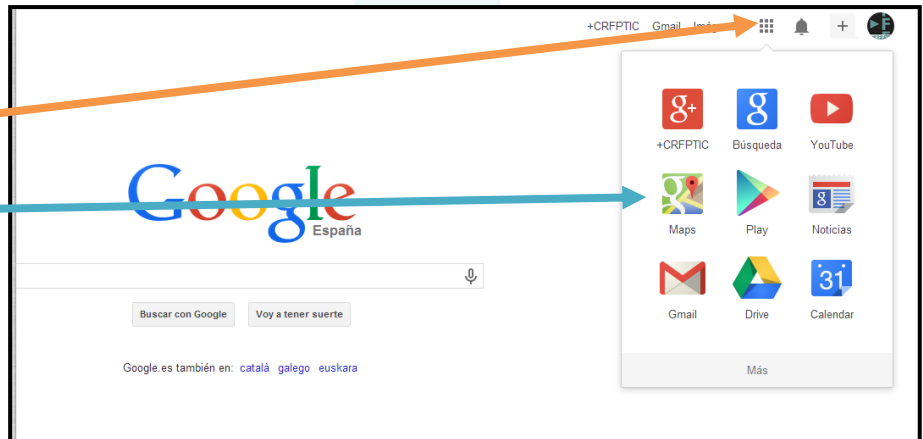 +CRFPTIC Gmail
+CRFPTIC Búsqueda YouTube
Maps Play Noticias
31
Gmail Drive Calendar
Más
Google
España
Buscar con Google Voy a tener suerte
Google.es también en: català galego euskara